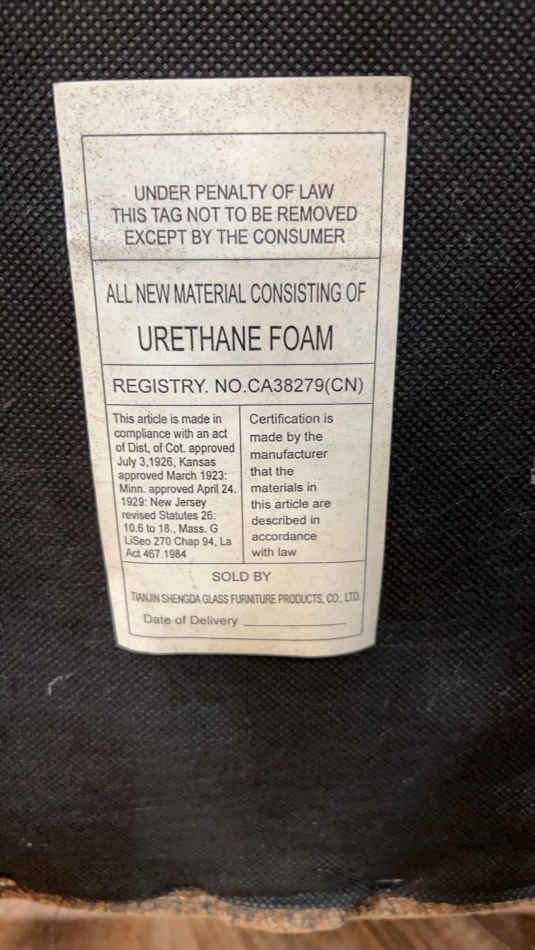 UNDER PENALTY OF LAW
THIS TAG NOT TO BE REMOVED
EXCEPT BY THE CONSUMER
ALL NEW MATERIAL CONSISTING OF
URETHANE FOAM
REGISTRY. NO.CA38279(CN)
This article is made in
compliance with an act
of Dist, of Cot. approved
July 3,1926, Kansas
approved March 1923:
Minn. approved April 24.
1929: New Jersey
revised Statutes 26:
10.6 to 18., Mass. G
LiSeo 270 Chap 94, La
Act 467.1984
Certification is
made by the
manufacturer
that the
materials in
this article are
described in
accordance
with law
SOLD BY
TIANJIN SHENGDA GLASS FURNITURE PRODUCTS, CO., LTD.
Date of Delivery